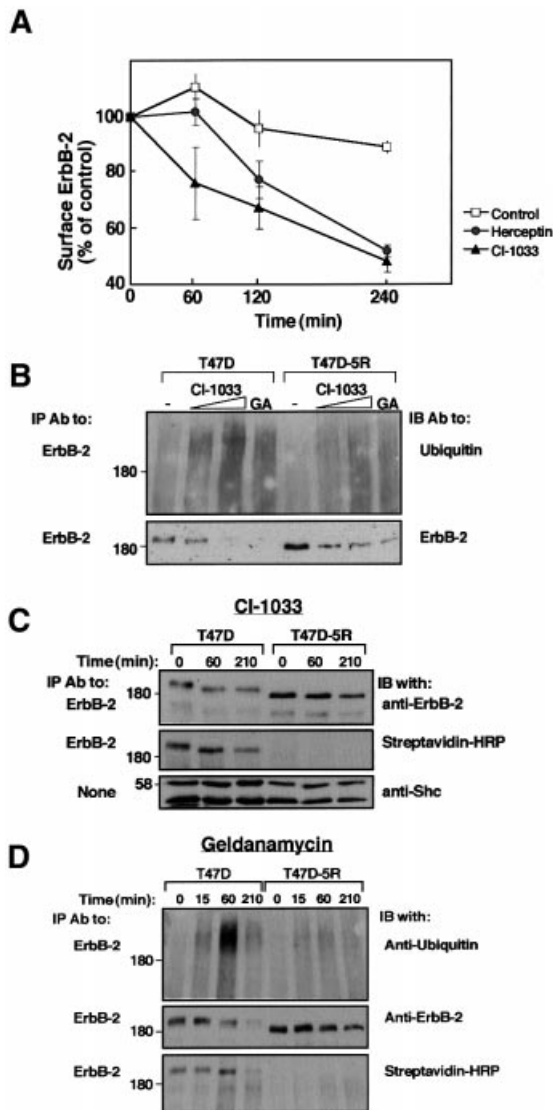 A
Surface ErbB-2
(% of control)
100
80
60
40
0 60 120 240
Time (min)
Control
Herceptin
CI-1033
B
T47D T47D-5R
CI-1033 CI-1033
IP Ab to: - GA - GA IB Ab to:
ErbB-2 180 Ubiquitin
ErbB-2 180 ErbB-2
CI-1033
C
T47D T47D-5R
Time (min): 0 60 210 0 60 210
IP Ab to: IB with:
ErbB-2 180 anti-ErbB-2
ErbB-2 180 Streptavidin-HRP
None 58 anti-Shc
Geldanamycin
D
T47D T47D-5R
Time (min): 0 15 60 210 0 15 60 210
IP Ab to: IB with:
ErbB-2 180 Anti-Ubiquitin
ErbB-2 180 Anti-ErbB-2
ErbB-2 180 Streptavidin-HRP